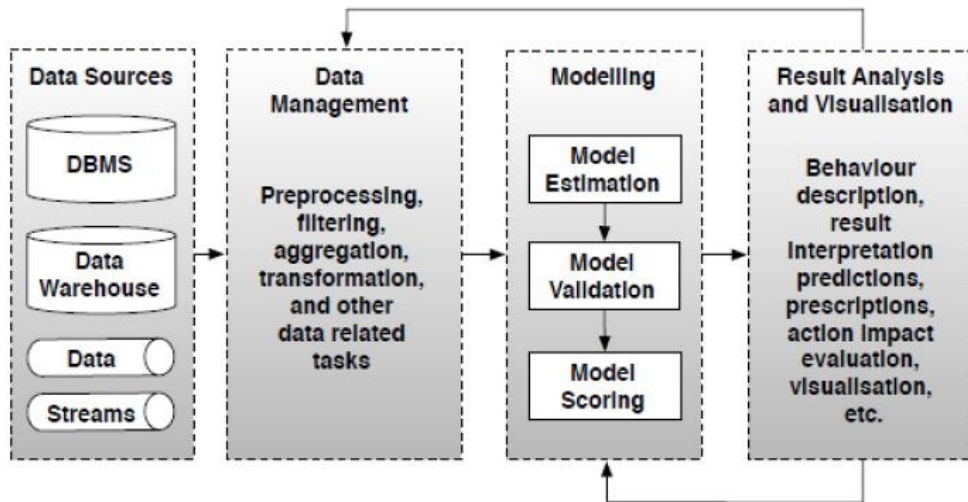 Data Sources
DBMS
Data
Warehouse
Data
Streams
Data
Management
Preprocessing,
filtering,
aggregation,
transformation,
and other
data related
tasks
Modelling
Model
Estimation
Model
Validation
Model
Scoring
Result Analysis
and Visualisation
Behaviour
description,
result
interpretation
predictions,
prescriptions,
action impact
evaluation,
visualisation,
etc.